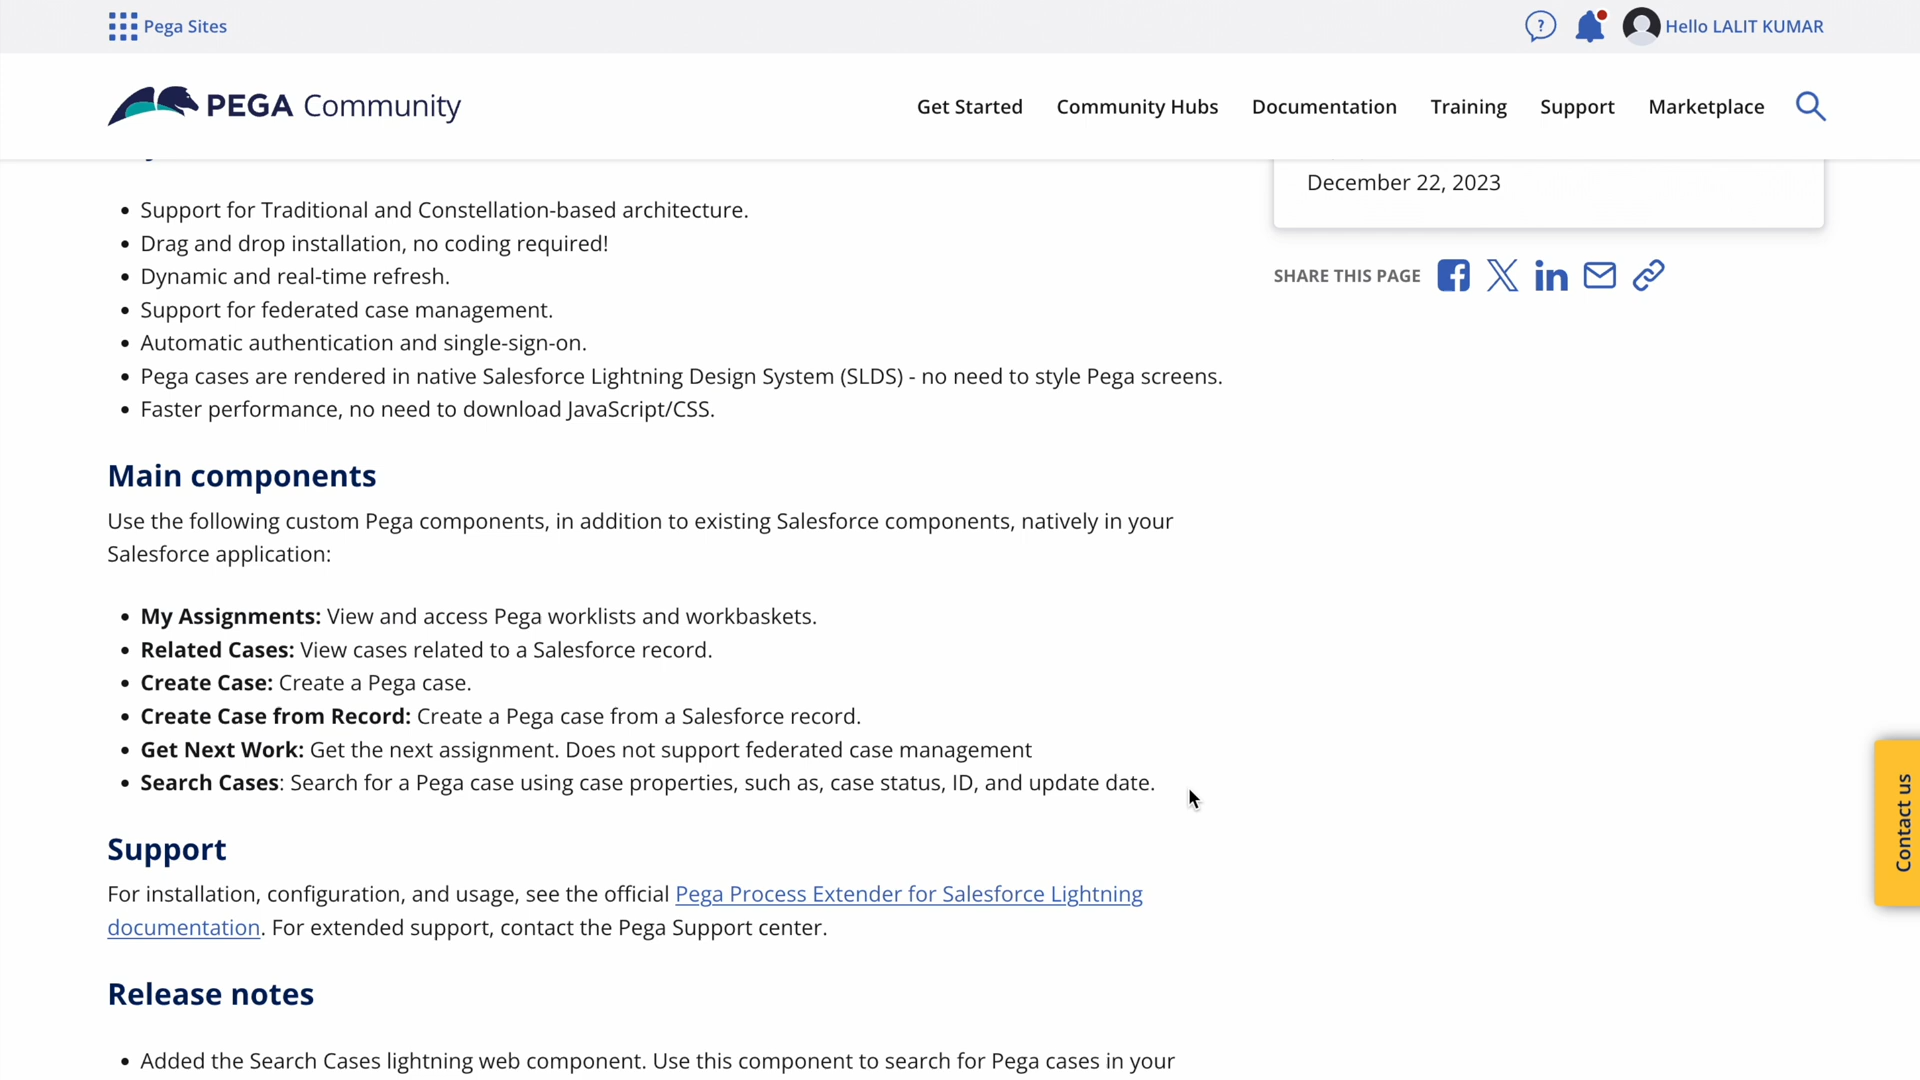 Pega Sites
?
Hello LALIT KUMAR
PEGA Community
Get Started
Community Hubs
Documentation
Training
Support
Marketplace
• Support for Traditional and Constellation-based architecture.
• Drag and drop installation, no coding required!
• Dynamic and real-time refresh.
• Support for federated case management.
• Automatic authentication and single-sign-on.
• Pega cases are rendered in native Salesforce Lightning Design System (SLDS) - no need to style Pega screens.
• Faster performance, no need to download JavaScript/CSS.
December 22, 2023
SHARE THIS PAGE
Main components
Use the following custom Pega components, in addition to existing Salesforce components, natively in your
Salesforce application:
• My Assignments: View and access Pega worklists and workbaskets.
• Related Cases: View cases related to a Salesforce record.
• Create Case: Create a Pega case.
• Create Case from Record: Create a Pega case from a Salesforce record.
• Get Next Work: Get the next assignment. Does not support federated case management
• Search Cases: Search for a Pega case using case properties, such as, case status, ID, and update date.
Contact us
Support
For installation, configuration, and usage, see the official Pega Process Extender for Salesforce Lightning
documentation. For extended support, contact the Pega Support center.
Release notes
• Added the Search Cases lightning web component. Use this component to search for Pega cases in your